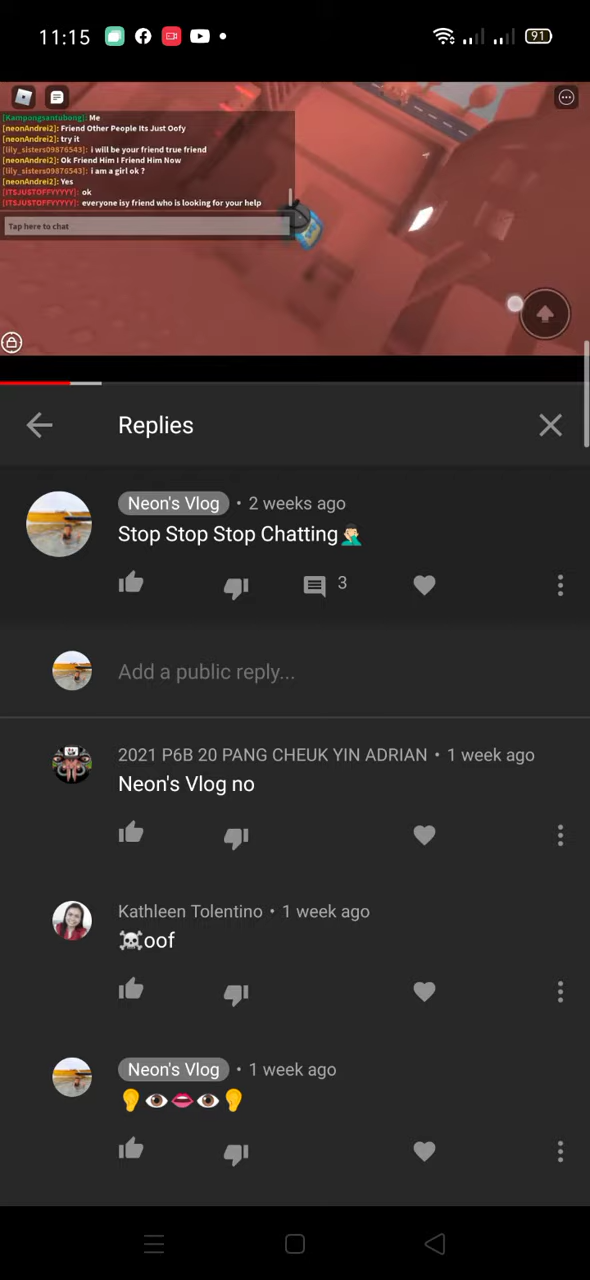 11:15
91
[Kampongsantubong]: Me
[neonAndrei2]: Friend Other People Its Just Oofy
[neonAndrei2]: try it
[lily_sisters09876543]: i will be your friend true friend
[neonAndrei2]: Ok Friend Him I Friend Him Now
[lily_sisters09876543]: i am a girl ok ?
[neonAndrei2]: Yes
[ITSJUSTOFFYYYYY]: ok
[ITSJUSTOFFYYYYY]: everyone isy friend who is looking for your help
Tap here to chat
Replies
Neon's Vlog • 2 weeks ago
Stop Stop Stop Chatting🤦🏻‍♂️
3
Add a public reply...
2021 P6B 20 PANG CHEUK YIN ADRIAN • 1 week ago
Neon's Vlog no
Kathleen Tolentino • 1 week ago
☠️oof
Neon's Vlog • 1 week ago
👂👁️👄👁️👂